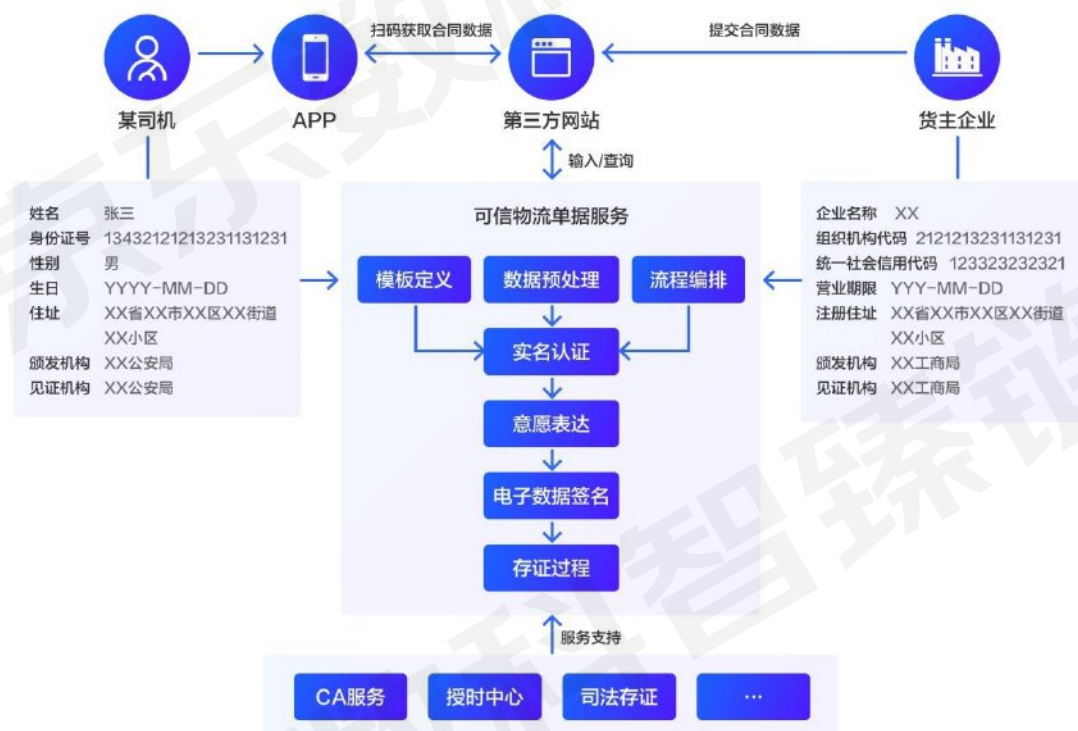 扫码获取合同数据
提交合同数据
某司机
APP
第三方网站
货主企业
输入/查询
姓名 张三
身份证号 13432121213231131231
性别 男
生日 YYYY-MM-DD
住址 XX省XX市XX区XX街道
XX小区
颁发机构 XX公安局
见证机构 XX公安局
可信物流单据服务
模板定义
数据预处理
流程编排
实名认证
意愿表达
电子数据签名
存证过程
企业名称 XX
组织机构代码 2121213231131231
统一社会信用代码 123323232321
营业期限 YYY-MM-DD
注册住址 XX省XX市XX区XX街道
XX小区
颁发机构 XX工商局
见证机构 XX工商局
服务支持
CA服务
授时中心
司法存证
...
京东数科智臻链